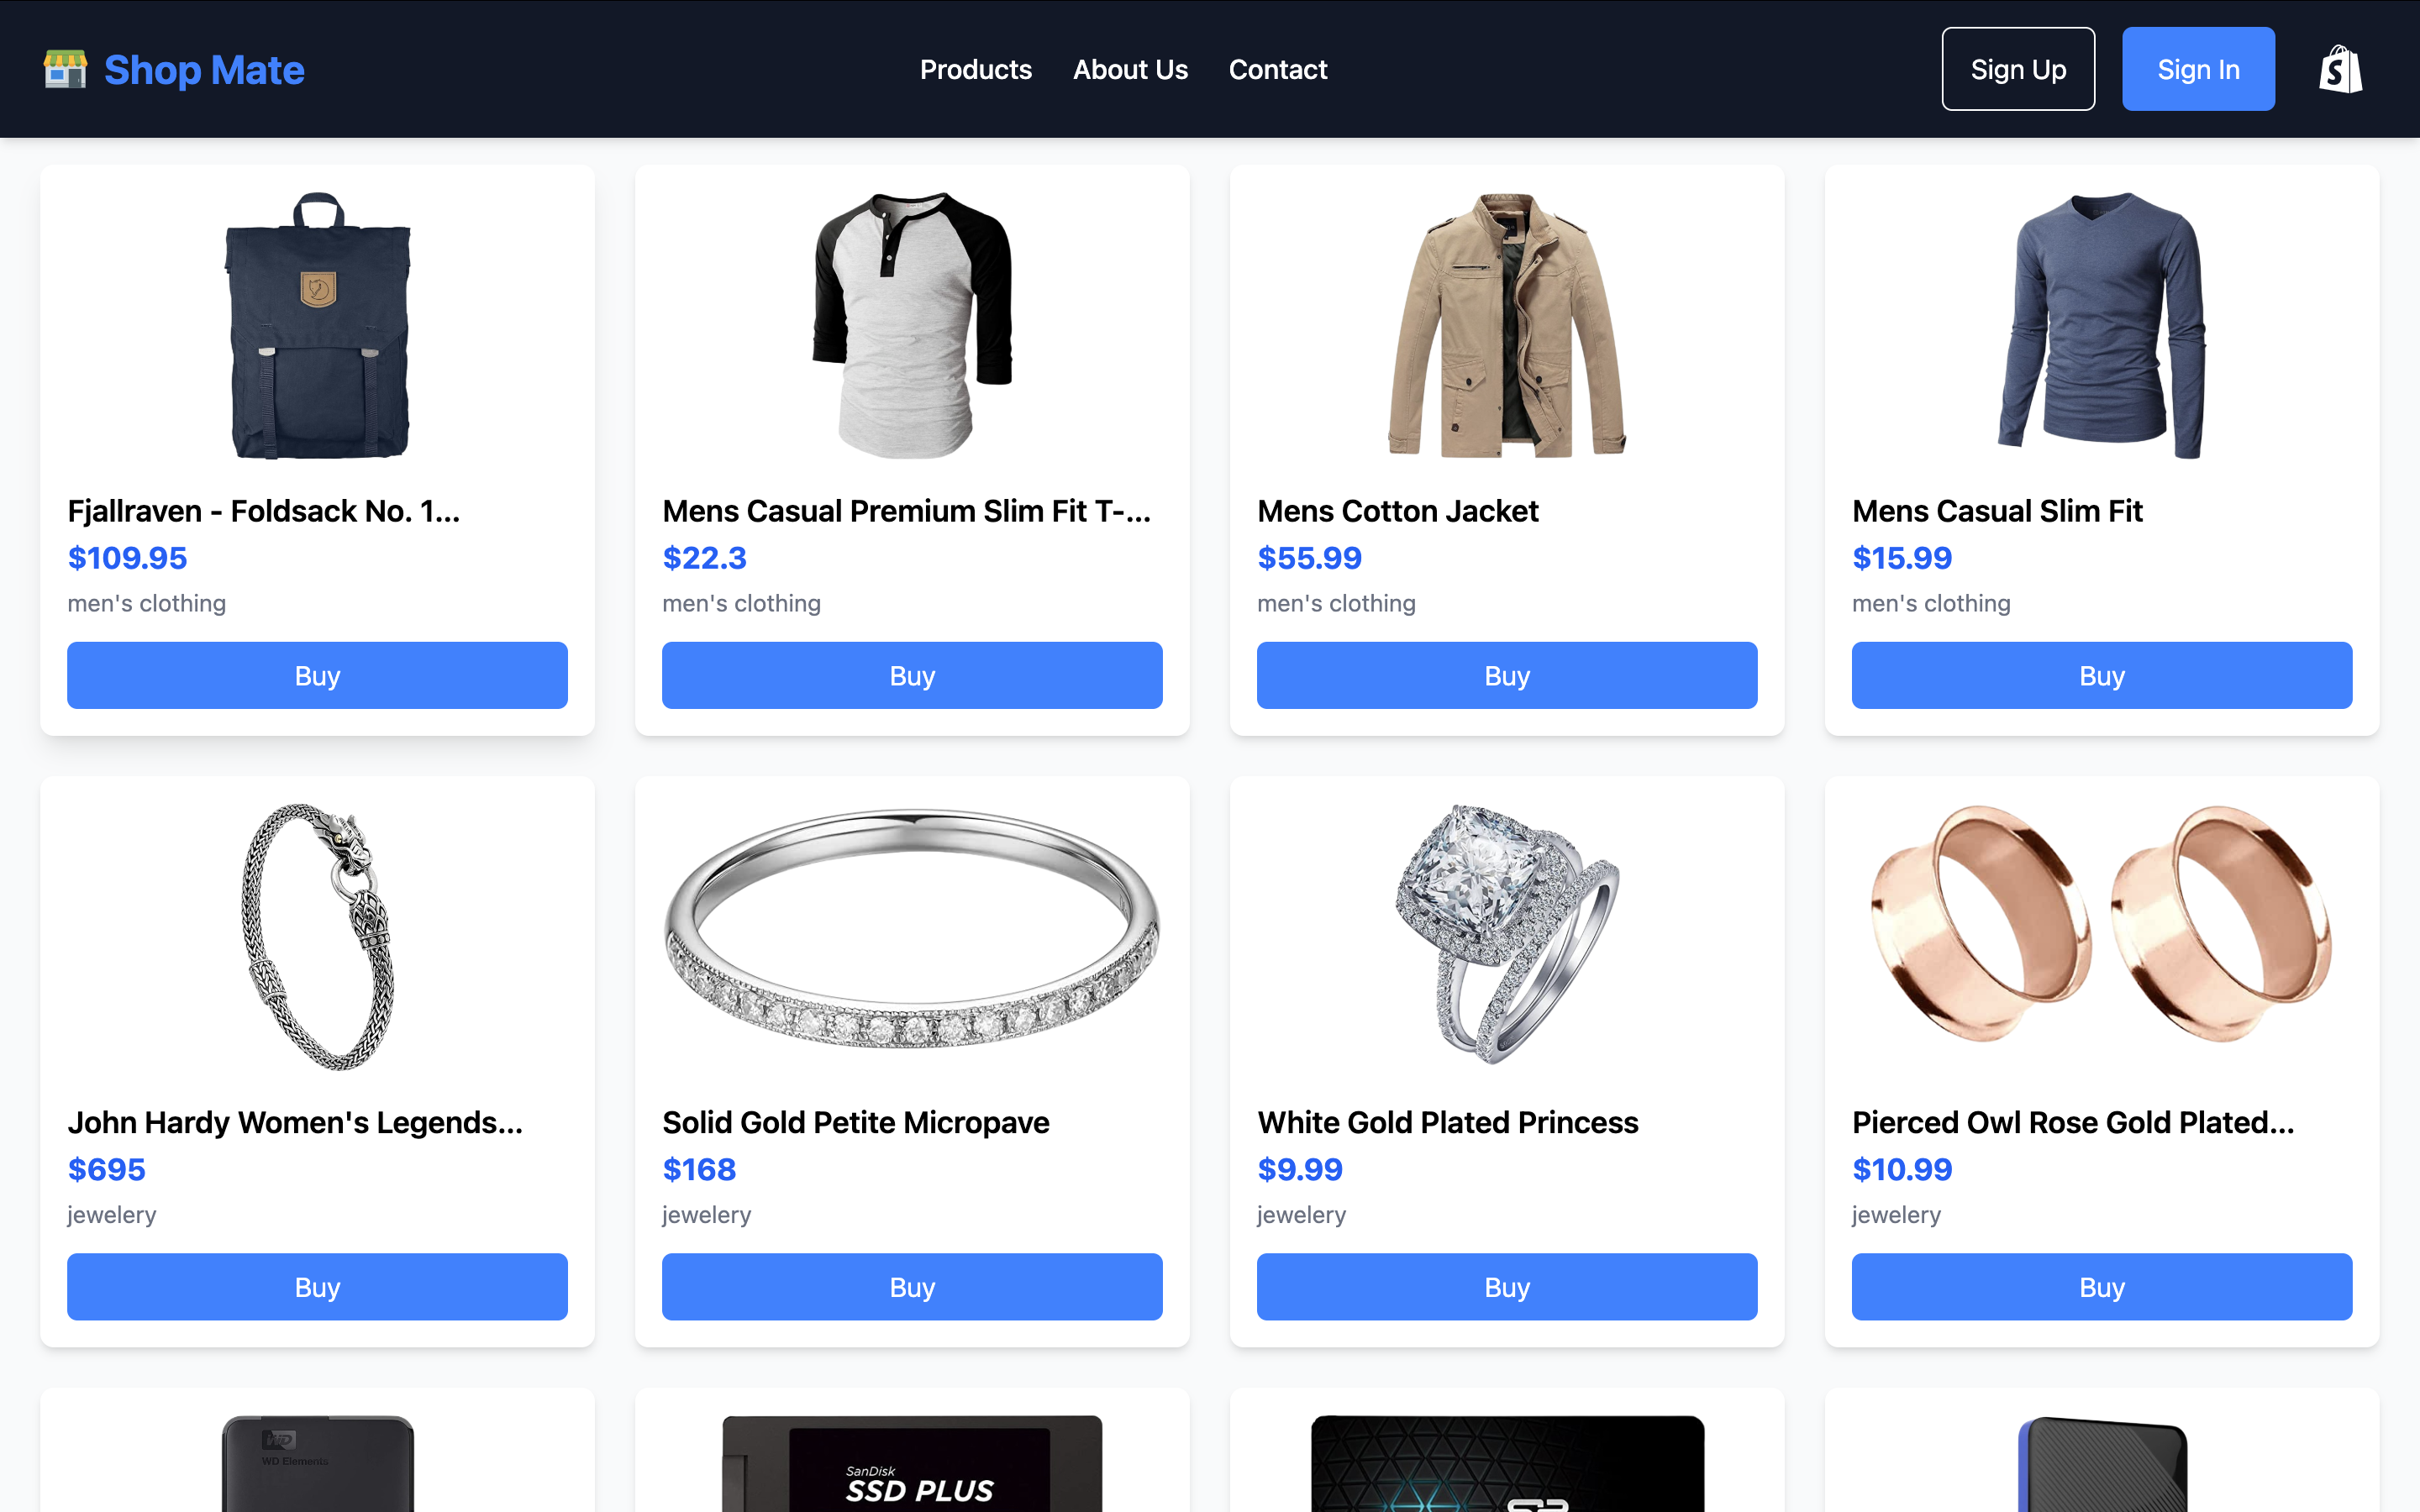 Shop Mate
Products About Us Contact
Sign Up Sign In
S
Fjallraven - Foldsack No. 1...
$109.95
men's clothing
Buy
Mens Casual Premium Slim Fit T-...
$22.3
men's clothing
Buy
Mens Cotton Jacket
$55.99
men's clothing
Buy
Mens Casual Slim Fit
$15.99
men's clothing
Buy
John Hardy Women's Legends...
$695
jewelery
Buy
Solid Gold Petite Micropave
$168
jewelery
Buy
White Gold Plated Princess
$9.99
jewelery
Buy
Pierced Owl Rose Gold Plated...
$10.99
jewelery
Buy
WD
WD Elements
SanDisk
SSD PLUS